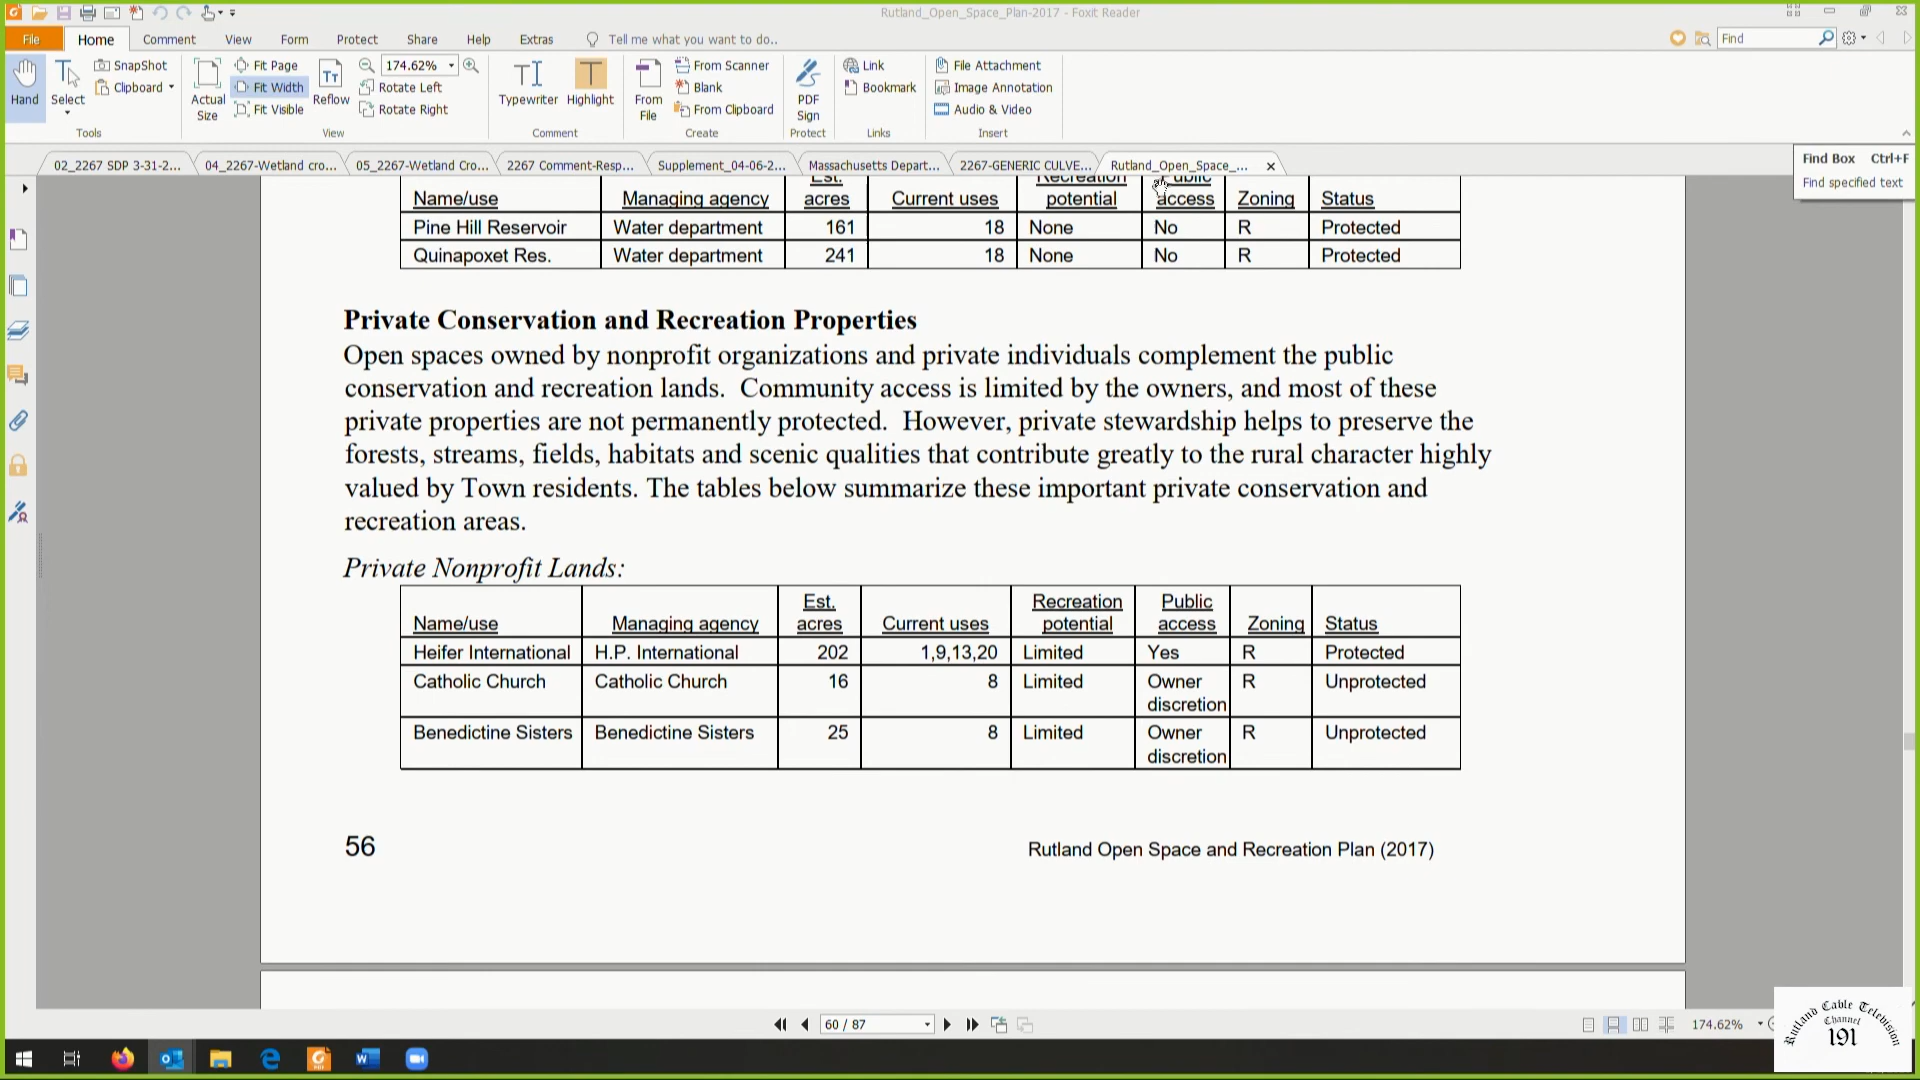 Rutland_Open_Space_Plan-2017 - Foxit Reader
File Home Comment View Form Protect Share Help Extras Tell me what you want to do.. Find
Hand
Select
SnapShot
Clipboard
Tools
Actual Size
Fit Page
Fit Width
Fit Visible
Reflow
174.62%
Rotate Left
Rotate Right
View
Typewriter
Highlight
Comment
From File
From Scanner
Blank
From Clipboard
Create
PDF Sign
Protect
Link
Bookmark
Links
File Attachment
Image Annotation
Audio & Video
Insert
02_2267 SDP 3-31-2... 04_2267-Wetland cro... 05_2267-Wetland Cro... 2267 Comment-Resp... Supplement_04-06-2... Massachusetts Depart... 2267-GENERIC CULVE... Rutland_Open_Space_...
Find Box Ctrl+F
Find specified text
Est. Recreation Public
Name/use Managing agency acres Current uses potential access Zoning Status
Pine Hill Reservoir Water department 161 18 None No R Protected
Quinapoxet Res. Water department 241 18 None No R Protected
Private Conservation and Recreation Properties
Open spaces owned by nonprofit organizations and private individuals complement the public
conservation and recreation lands. Community access is limited by the owners, and most of these
private properties are not permanently protected. However, private stewardship helps to preserve the
forests, streams, fields, habitats and scenic qualities that contribute greatly to the rural character highly
valued by Town residents. The tables below summarize these important private conservation and
recreation areas.
Private Nonprofit Lands:
Est. Recreation Public
Name/use Managing agency acres Current uses potential access Zoning Status
Heifer International H.P. International 202 1,9,13,20 Limited Yes R Protected
Catholic Church Catholic Church 16 8 Limited Owner R Unprotected
discretion
Benedictine Sisters Benedictine Sisters 25 8 Limited Owner R Unprotected
discretion
56 Rutland Open Space and Recreation Plan (2017)
60 / 87
174.62%
Rutland Cable Television
Channel
191